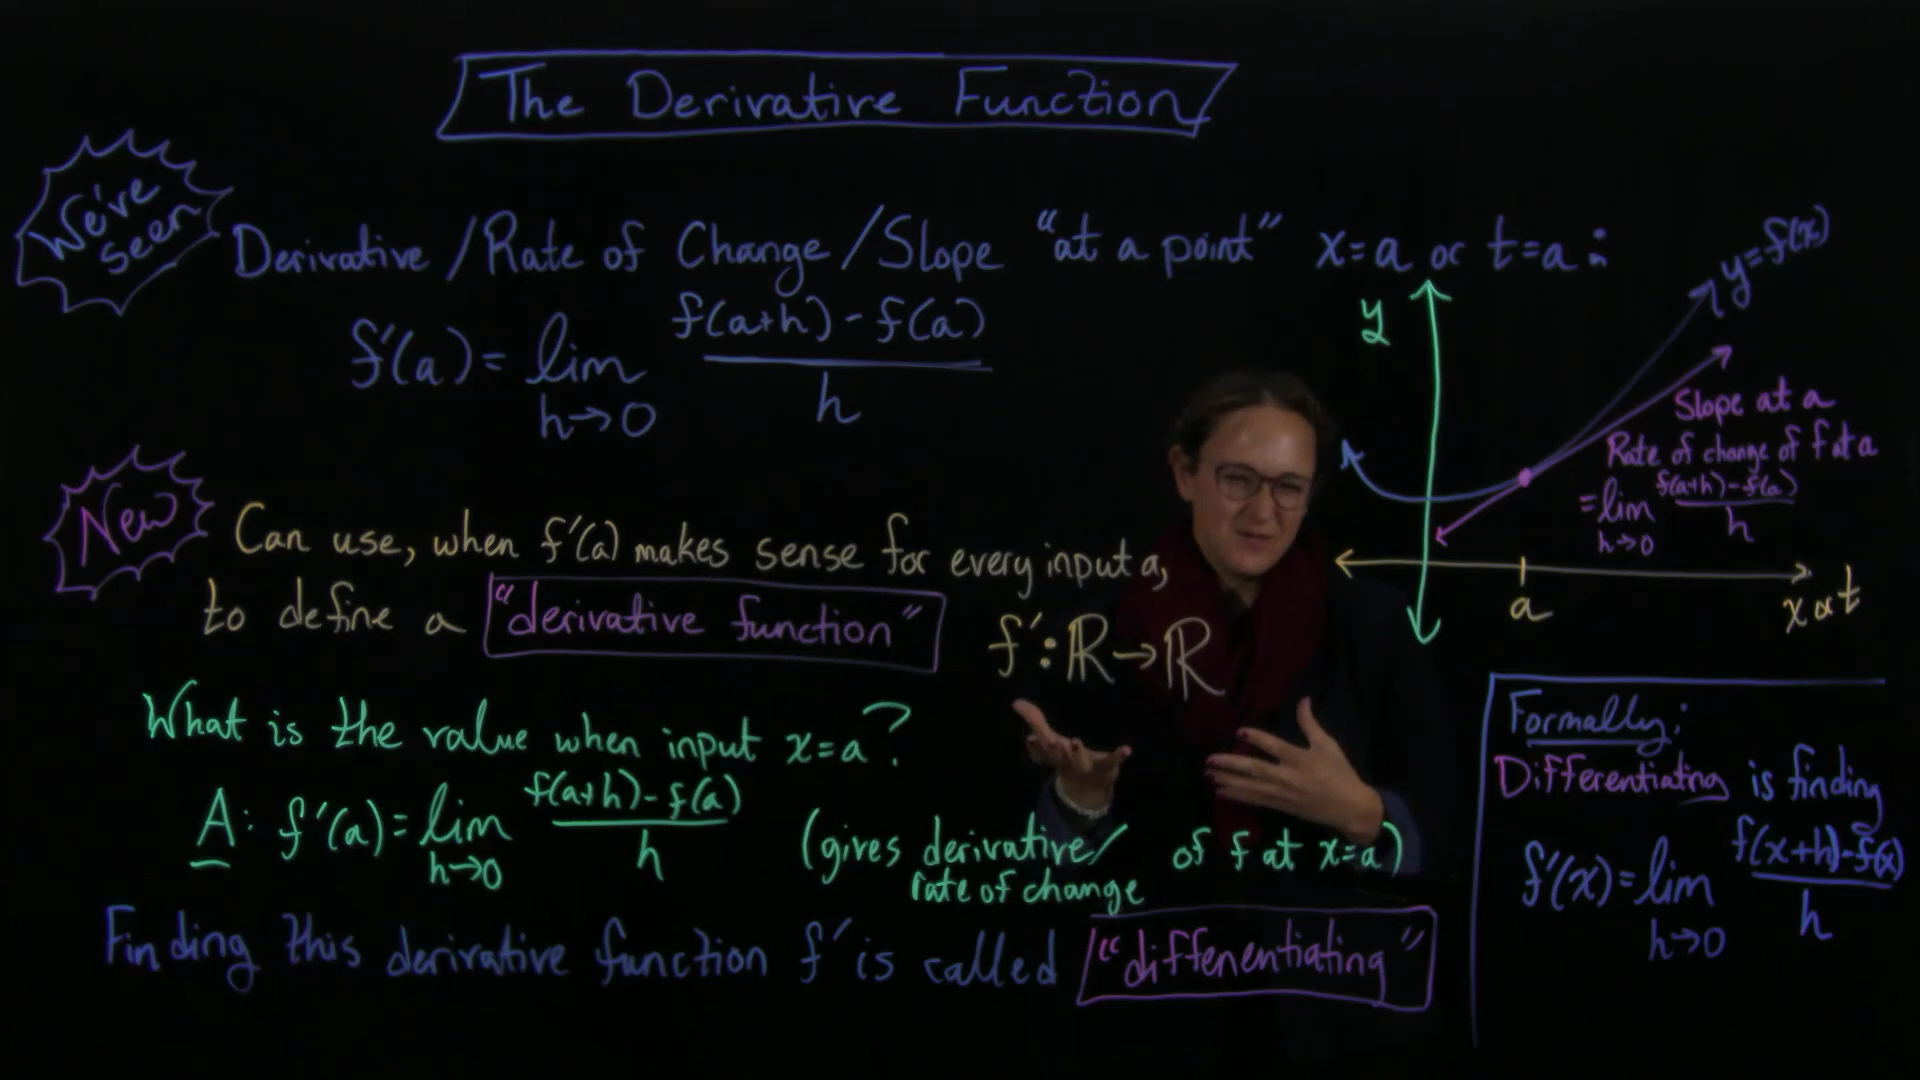 The Derivative Function
We've
seen
Derivative/Rate of Change/Slope "at a point" x=a or t=a:
f'(a)= lim f(a+h)-f(a)
h→0 h
y
y=f(x)
Slope at a
Rate of change of f at a
=lim f(a+h)-f(a)
h→0 h
a
x or t
New
Can use, when f'(a) makes sense for every input a,
to define a "derivative function" f':ℝ→ℝ
What is the value when input x=a?
A: f'(a)=lim f(a+h)-f(a)
h→0 h
(gives derivative/ of f at x=a)
rate of change
Finding this derivative function f' is called "diffenentiating"
Formally:
Differentiating is finding
f'(x)=lim f(x+h)-f(x)
h→0 h